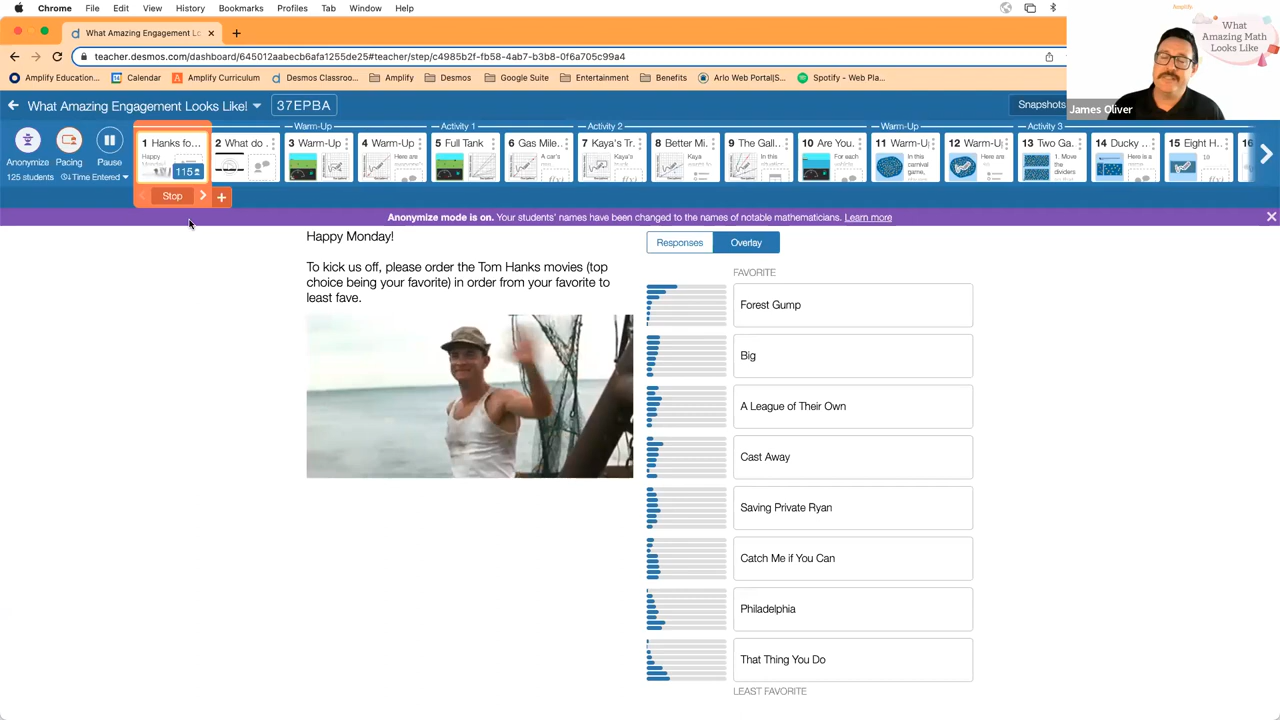 Chrome File Edit View History Bookmarks Profiles Tab Window Help
What Amazing Engagement Lo
teacher.desmos.com/dashboard/645012aabecb6afa1255de25#teacher/step/c4985b2f-fb58-4ab7-b3b8-0f6a705c99a4
Amplify Education... Calendar Amplify Curriculum Desmos Classroo... Amplify Desmos Google Suite Entertainment Benefits Arlo Web Portal|S... Spotify - Web Pla...
Amplify
What
Amazing Math
Looks Like
James Oliver
What Amazing Engagement Looks Like! 37EPBA Snapshots
Warm-Up Activity 1 Activity 2 Warm-Up Activity 3
1 Hanks fo... 2 What do 3 Warm-Up 4 Warm-Up 5 Full Tank 6 Gas Mile... 7 Kaya's Tr. 8 Better Mi. 9 The Gall. 10 Are You. 11 Warm-U 12 Warm-U 13 Two Ga. 14 Ducky 15 Eight H... 16
Anonymize Pacing Pause
125 students Time Entered
115
Stop
Anonymize mode is on. Your students' names have been changed to the names of notable mathematicians. Learn more
Happy Monday!
To kick us off, please order the Tom Hanks movies (top
choice being your favorite) in order from your favorite to
least fave.
Responses Overlay
FAVORITE
Forest Gump
Big
A League of Their Own
Cast Away
Saving Private Ryan
Catch Me if You Can
Philadelphia
That Thing You Do
LEAST FAVORITE